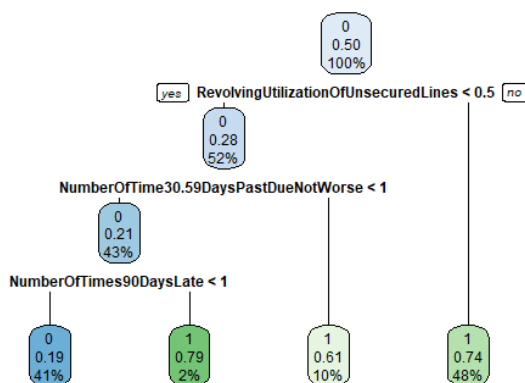 0
0.50
100%
yes RevolvingUtilizationOfUnsecuredLines < 0.5 no
0
0.28
52%
NumberOfTime30.59DaysPastDueNotWorse < 1
0
0.21
43%
NumberOfTimes90DaysLate < 1
0 1 1 1
0.19 0.79 0.61 0.74
41% 2% 10% 48%